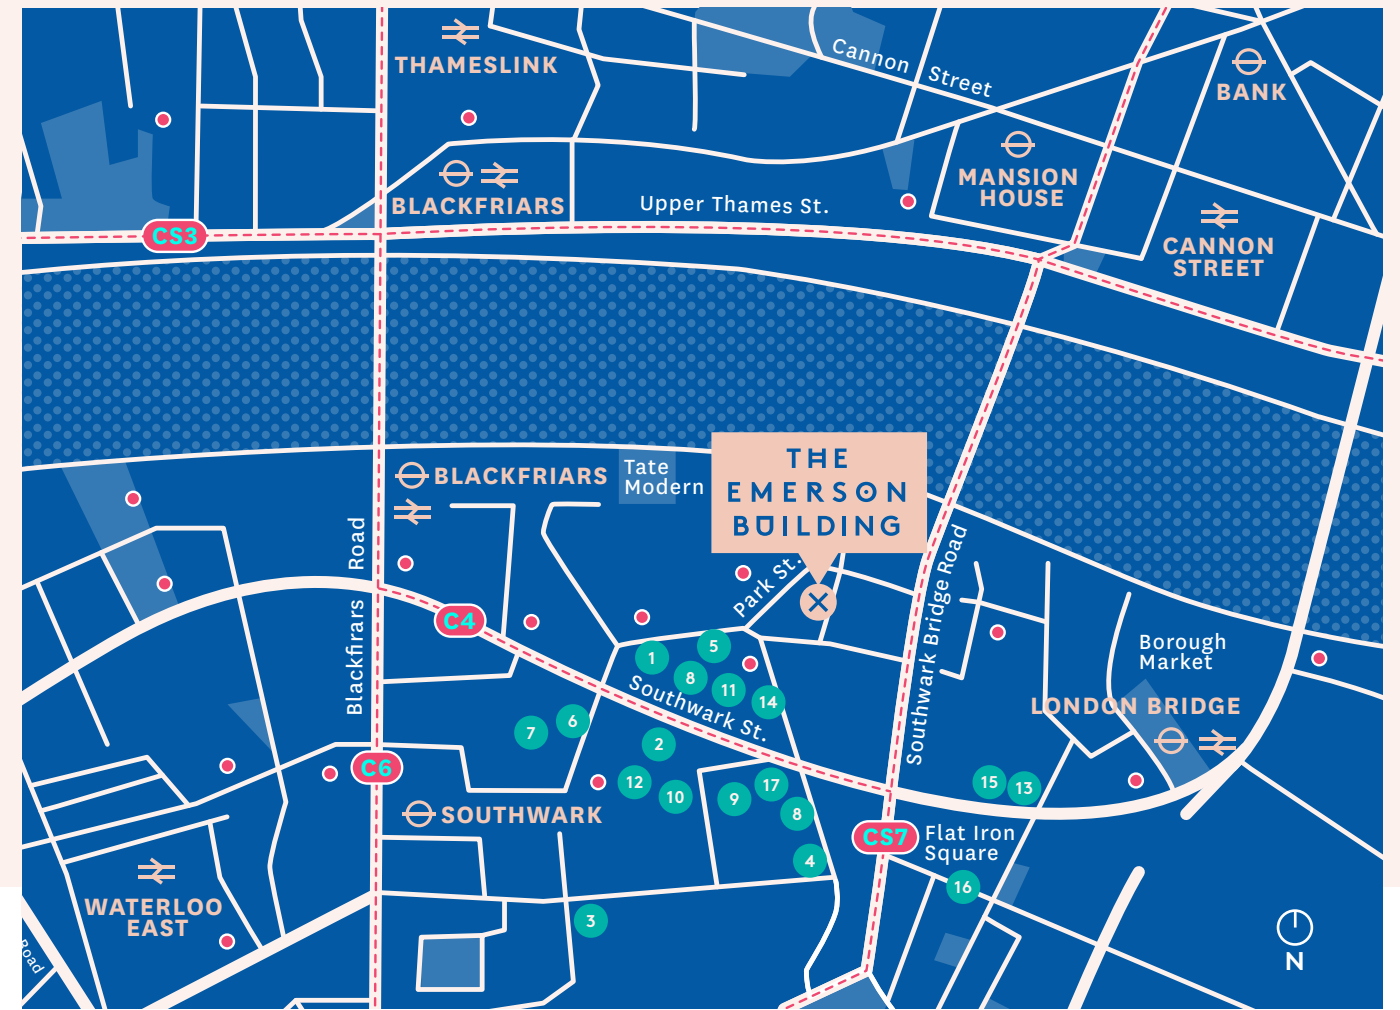 THAMESLINK
Cannon Street
BANK
BLACKFRIARS
MANSION
HOUSE
Upper Thames St.
CS3
CANNON
STREET
THE
EMERSON
BUILDING
BLACKFRIARS
Tate
Modern
Blackfirars Road
Park St.
Southwark Bridge Road
C4
Borough
Market
1
5
8
11
14
Southwark St.
LONDON BRIDGE
7
6
2
C6
12
10
9
17
8
15
13
SOUTHWARK
CS7
Flat Iron
Square
4
16
WATERLOO
EAST
3
Road
N